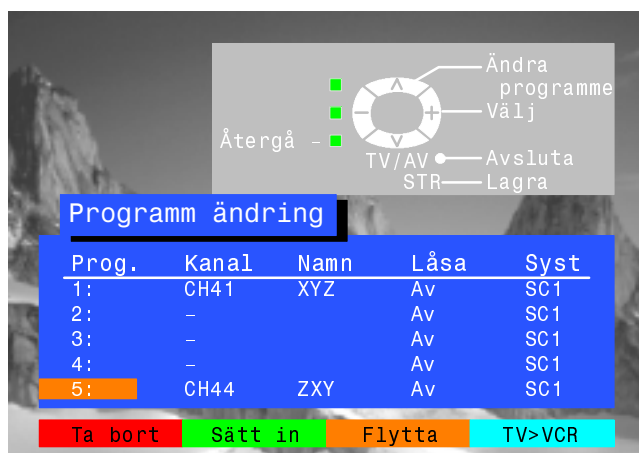 Ändra
programme
Välj
Återgå –
TV/AV Avsluta
STR Lagra
Programm ändring
Prog. Kanal Namn Låsa Syst
1: CH41 XYZ Av SC1
2: – Av SC1
3: – Av SC1
4: – Av SC1
5: CH44 ZXY Av SC1
Ta bort Sätt in Flytta TV>VCR